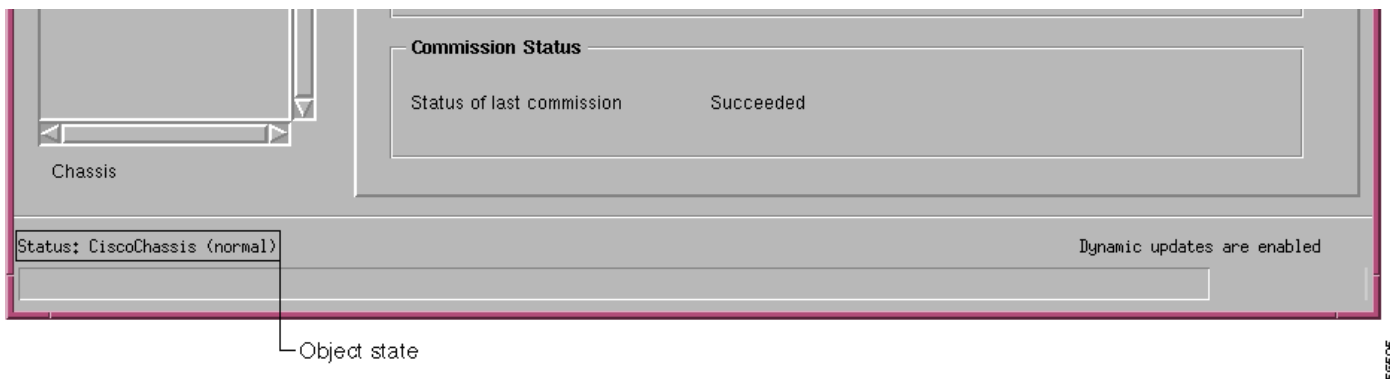 Commission Status
Status of last commission Succeeded
Chassis
Status: CiscoChassis (normal) Dynamic updates are enabled
Object state